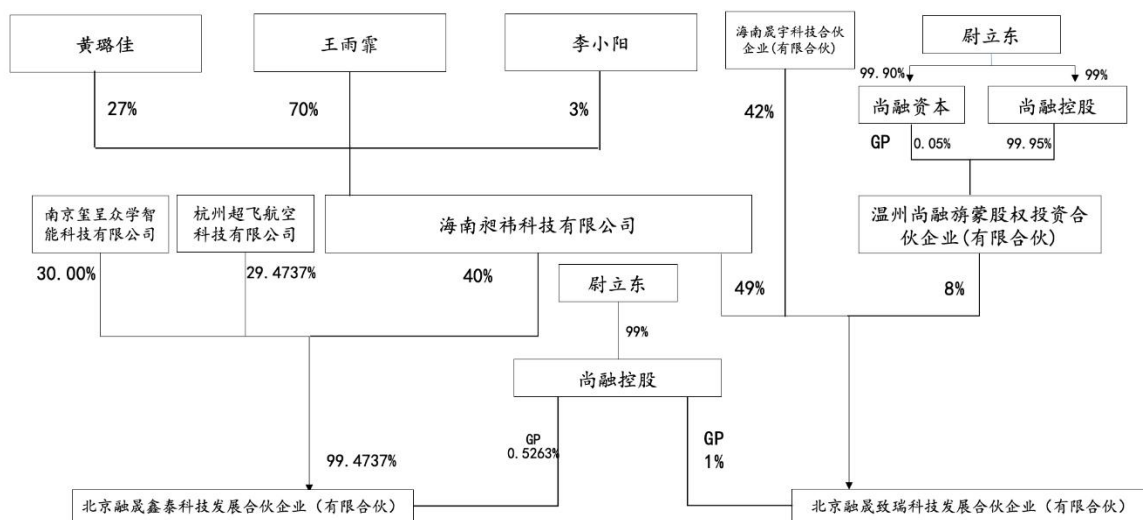 黄璐佳
王雨霏
李小阳
海南晟宇科技合伙
企业(有限合伙)
尉立东
99.90%
99%
27%
70%
3%
42%
尚融资本
尚融控股
GP
0.05%
99.95%
南京玺呈众学智
能科技有限公司
杭州超飞航空
科技有限公司
海南昶祎科技有限公司
温州尚融旃蒙股权投资合
伙企业(有限合伙)
30.00%
29.4737%
40%
尉立东
49%
8%
99%
尚融控股
GP
0.5263%
GP
1%
99.4737%
北京融晟鑫泰科技发展合伙企业（有限合伙）
北京融晟致瑞科技发展合伙企业（有限合伙）